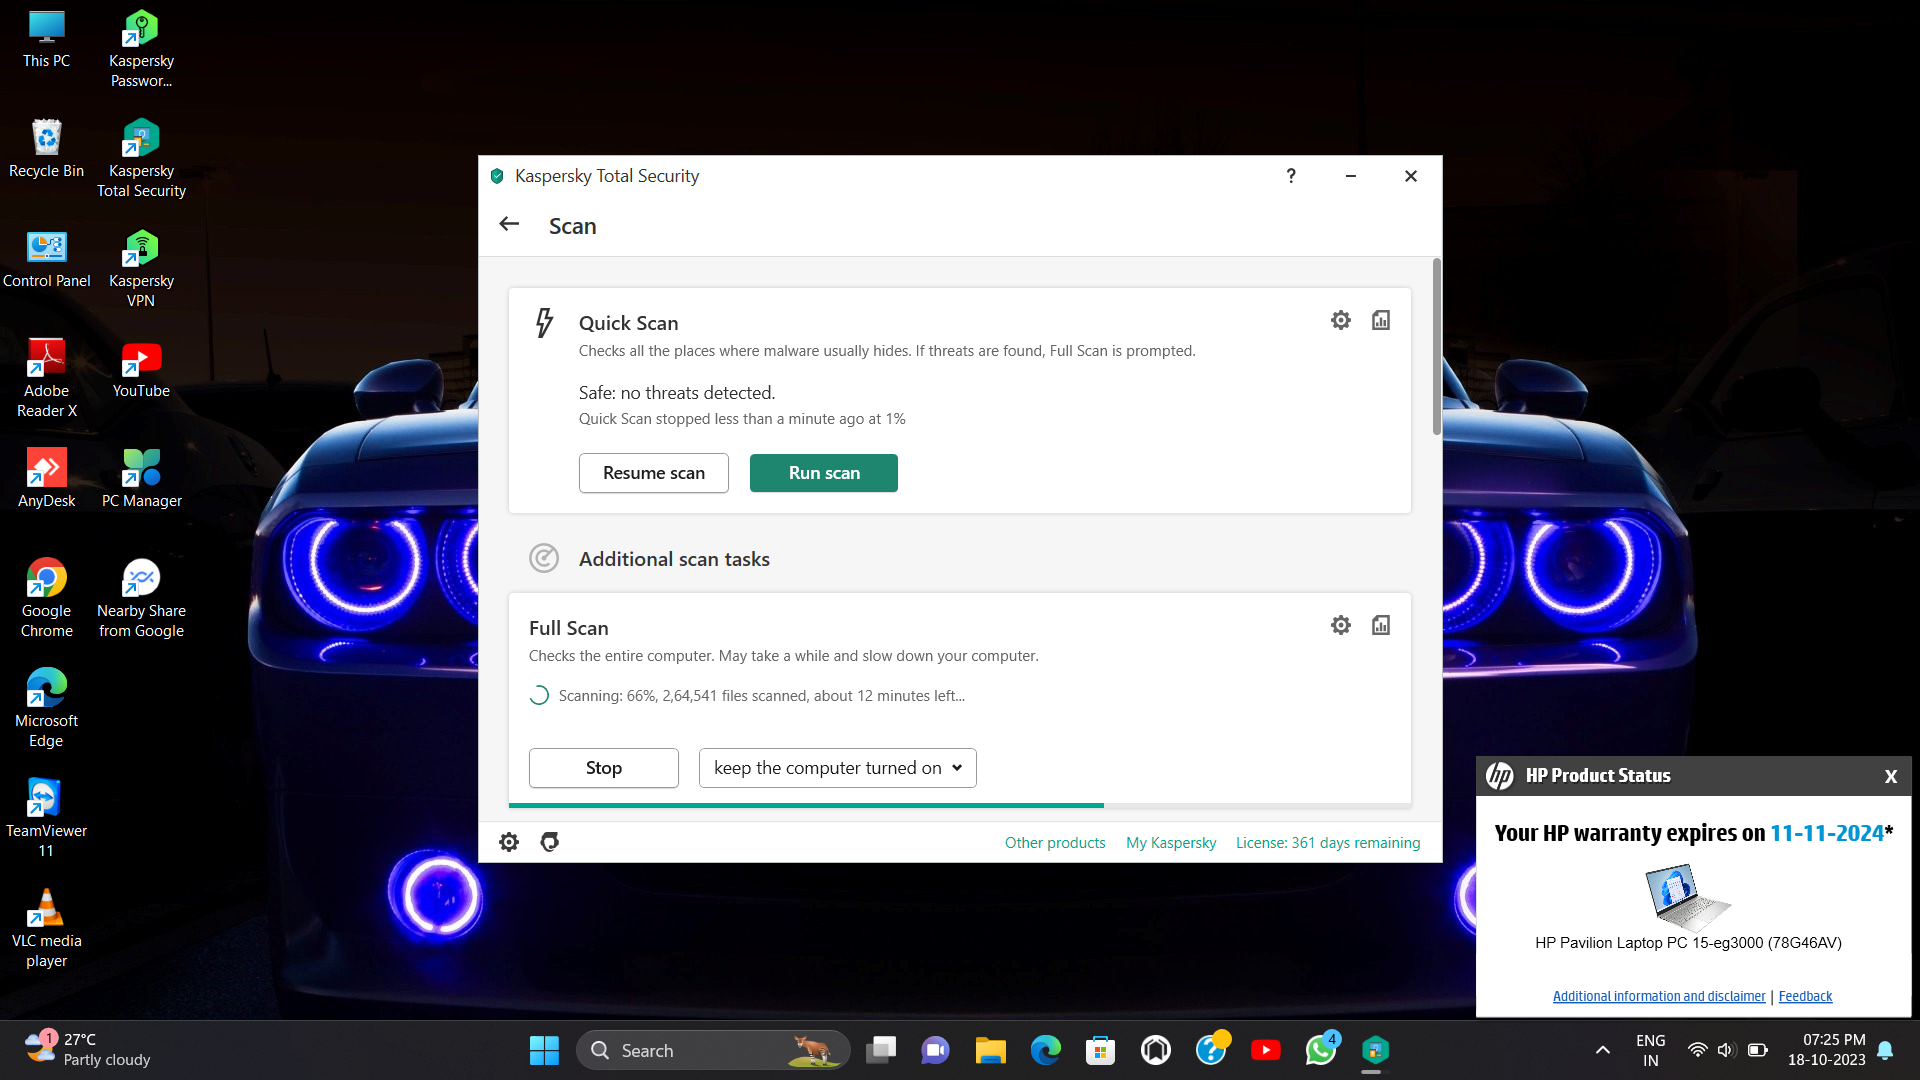 This PC
Kaspersky
Passwor...
Recycle Bin
Kaspersky
Total Security
Control Panel
Kaspersky
VPN
Adobe
Reader X
YouTube
AnyDesk
PC Manager
Google
Chrome
Nearby Share
from Google
Microsoft
Edge
TeamViewer
11
VLC media
player
Kaspersky Total Security
?
Scan
Quick Scan
Checks all the places where malware usually hides. If threats are found, Full Scan is prompted.
Safe: no threats detected.
Quick Scan stopped less than a minute ago at 1%
Resume scan
Run scan
Additional scan tasks
Full Scan
Checks the entire computer. May take a while and slow down your computer.
Scanning: 66%, 2,64,541 files scanned, about 12 minutes left...
Stop
keep the computer turned on
Other products
My Kaspersky
License: 361 days remaining
hp HP Product Status X
Your HP warranty expires on 11-11-2024*
HP Pavilion Laptop PC 15-eg3000 (78G46AV)
Additional information and disclaimer | Feedback
1
27°C
Partly cloudy
Search
?
4
ENG
IN
07:25 PM
18-10-2023